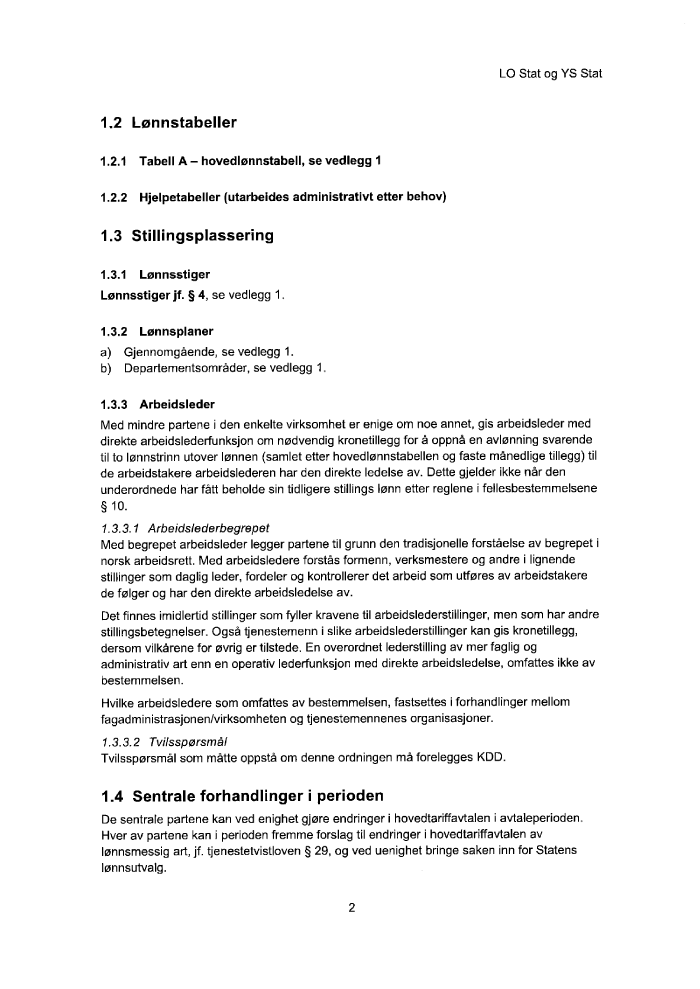 LO Stat og YS Stat
1.2 Lønnstabeller
1.2.1 Tabell A – hovedlønnstabell, se vedlegg 1
1.2.2 Hjelpetabeller (utarbeides administrativt etter behov)
1.3 Stillingsplassering
1.3.1 Lønnsstiger
Lønnsstiger jf. § 4, se vedlegg 1.
1.3.2 Lønnsplaner
a) Gjennomgående, se vedlegg 1.
b) Departementsområder, se vedlegg 1.
1.3.3 Arbeidsleder
Med mindre partene i den enkelte virksomhet er enige om noe annet, gis arbeidsleder med
direkte arbeidslederfunksjon om nødvendig kronetillegg for å oppnå en avlønning svarende
til to lønnstrinn utover lønnen (samlet etter hovedlønnstabellen og faste månedlige tillegg) til
de arbeidstakere arbeidslederen har den direkte ledelse av. Dette gjelder ikke når den
underordnede har fått beholde sin tidligere stillings lønn etter reglene i fellesbestemmelsene
§ 10.
1.3.3.1 Arbeidslederbegrepet
Med begrepet arbeidsleder legger partene til grunn den tradisjonelle forståelse av begrepet i
norsk arbeidsrett. Med arbeidsledere forstås formenn, verksmestere og andre i lignende
stillinger som daglig leder, fordeler og kontrollerer det arbeid som utføres av arbeidstakere
de følger og har den direkte arbeidsledelse av.
Det finnes imidlertid stillinger som fyller kravene til arbeidslederstillinger, men som har andre
stillingsbetegnelser. Også tjenestemenn i slike arbeidslederstillinger kan gis kronetillegg,
dersom vilkårene for øvrig er tilstede. En overordnet lederstilling av mer faglig og
administrativ art enn en operativ lederfunksjon med direkte arbeidsledelse, omfattes ikke av
bestemmelsen.
Hvilke arbeidsledere som omfattes av bestemmelsen, fastsettes i forhandlinger mellom
fagadministrasjonen/virksomheten og tjenestemennenes organisasjoner.
1.3.3.2 Tvilsspørsmål
Tvilsspørsmål som måtte oppstå om denne ordningen må forelegges KDD.
1.4 Sentrale forhandlinger i perioden
De sentrale partene kan ved enighet gjøre endringer i hovedtariffavtalen i avtaleperioden.
Hver av partene kan i perioden fremme forslag til endringer i hovedtariffavtalen av
lønnsmessig art, jf. tjenestetvistloven § 29, og ved uenighet bringe saken inn for Statens
lønnsutvalg.
2